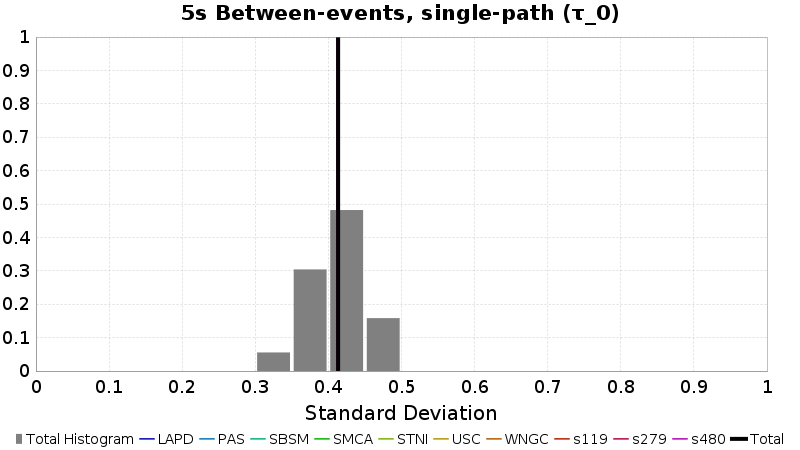 5s Between-events, single-path (τ_0)
1
0.9
0.8
0.7
0.6
0.5
0.4
0.3
0.2
0.1
0
0 0.1 0.2 0.3 0.4 0.5 0.6 0.7 0.8 0.9 1
Standard Deviation
Total Histogram LAPD PAS SBSM SMCA STNI USC WNGC s119 s279 s480 Total